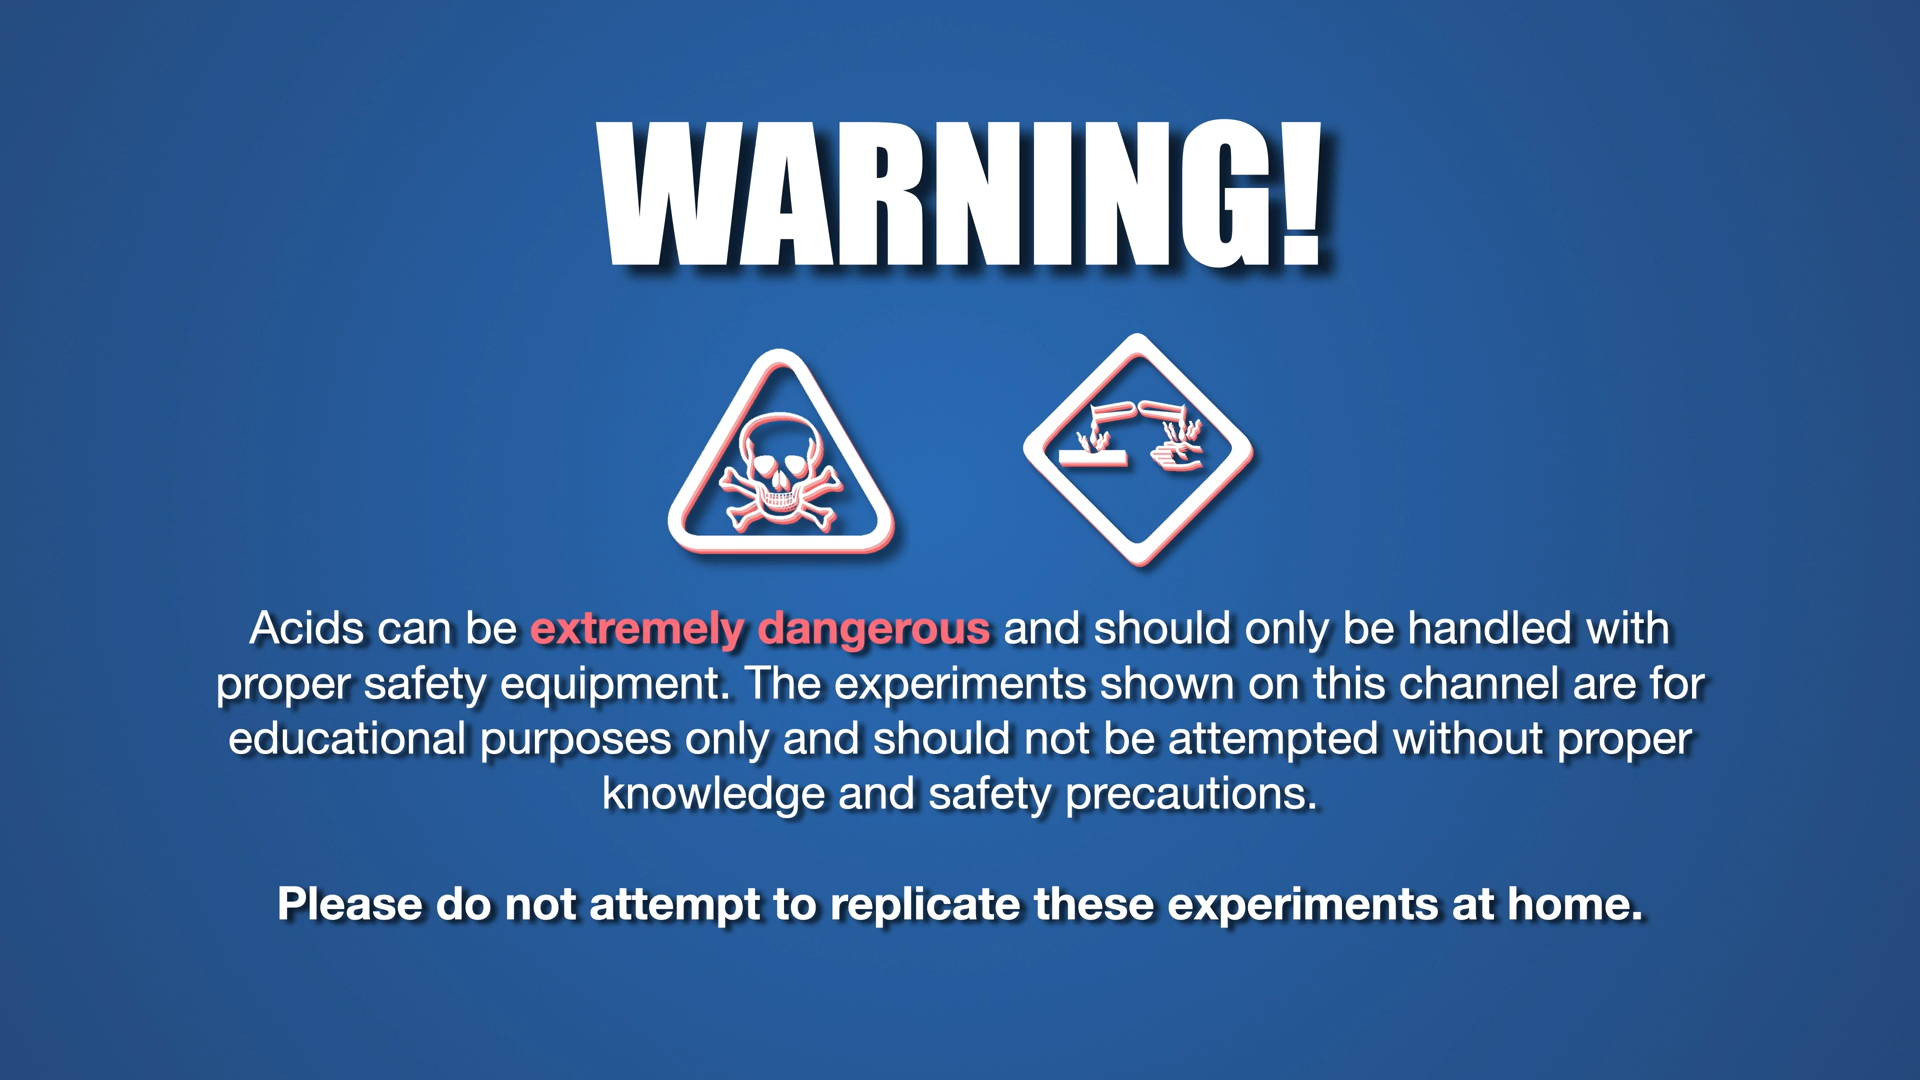 WARNING!
Acids can be extremely dangerous and should only be handled with
proper safety equipment. The experiments shown on this channel are for
educational purposes only and should not be attempted without proper
knowledge and safety precautions.
Please do not attempt to replicate these experiments at home.